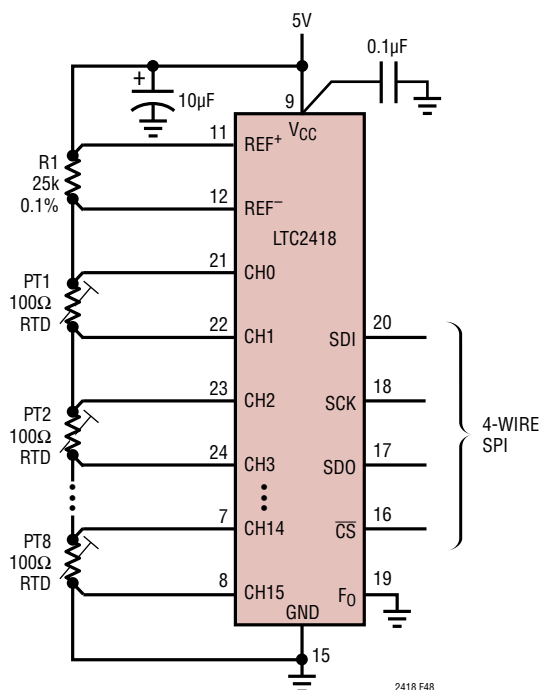 5V
0.1µF
+
10µF
9
VCC
11
REF+
R1
25k
0.1%
12
REF−
LTC2418
21
CH0
PT1
100Ω
RTD
22
CH1
SDI
20
23
CH2
SCK
18
PT2
100Ω
RTD
24
CH3
SDO
17
4-WIRE
SPI
7
CH14
CS
16
PT8
100Ω
RTD
8
CH15
FO
19
GND
15
2418 F48